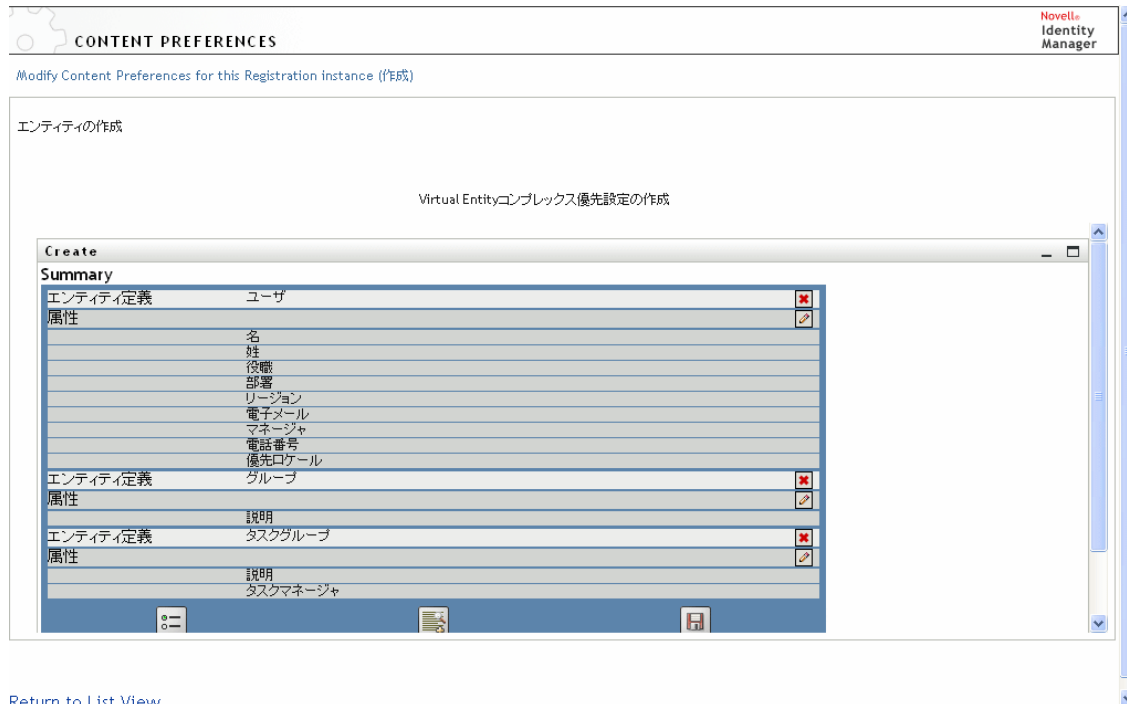 Novell®
Identity
Manager
CONTENT PREFERENCES
Modify Content Preferences for this Registration instance (作成)
エンティティの作成
Virtual Entityコンプレックス優先設定の作成
Create
Summary
エンティティ定義 ユーザ
属性
名
姓
役職
部署
リージョン
電子メール
マネージャ
電話番号
優先ロケール
エンティティ定義 グループ
属性
説明
エンティティ定義 タスクグループ
属性
説明
タスクマネージャ
Return to List View